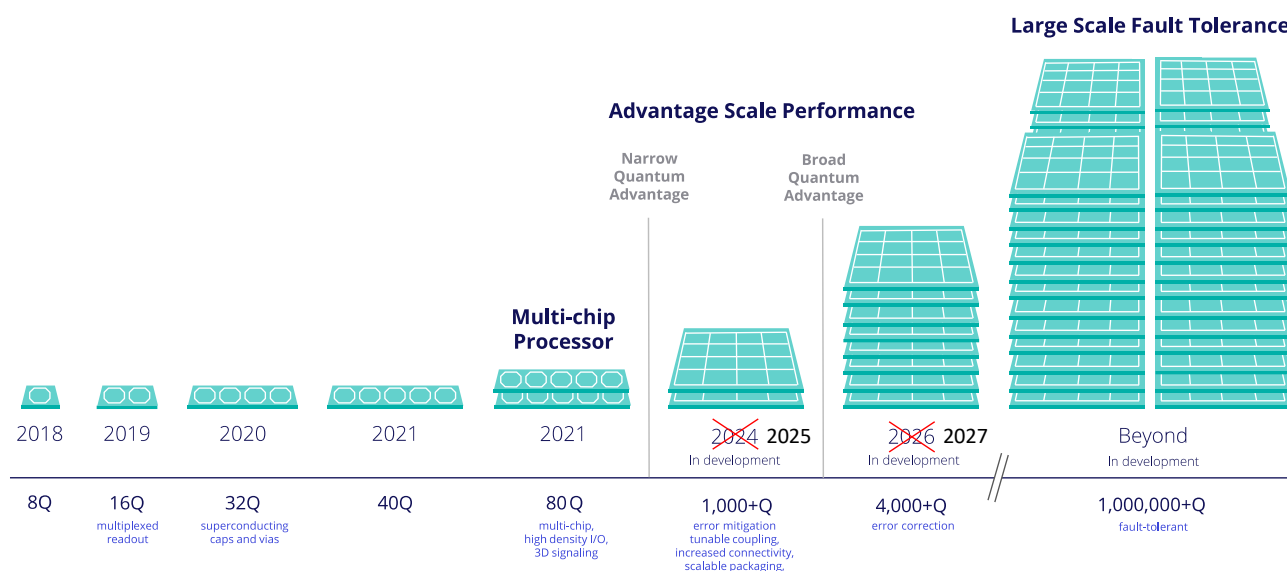 Large Scale Fault Tolerance
Advantage Scale Performance
Narrow
Quantum
Advantage
Broad
Quantum
Advantage
Multi-chip
Processor
2018
2019
2020
2021
2021
2024 2025
In development
2026 2027
In development
Beyond
In development
8Q
16Q
multiplexed
readout
32Q
superconducting
caps and vias
40Q
80Q
multi-chip,
high density I/O,
3D signaling
1,000+Q
error mitigation
tunable coupling,
increased connectivity,
scalable packaging,
4,000+Q
error correction
1,000,000+Q
fault-tolerant